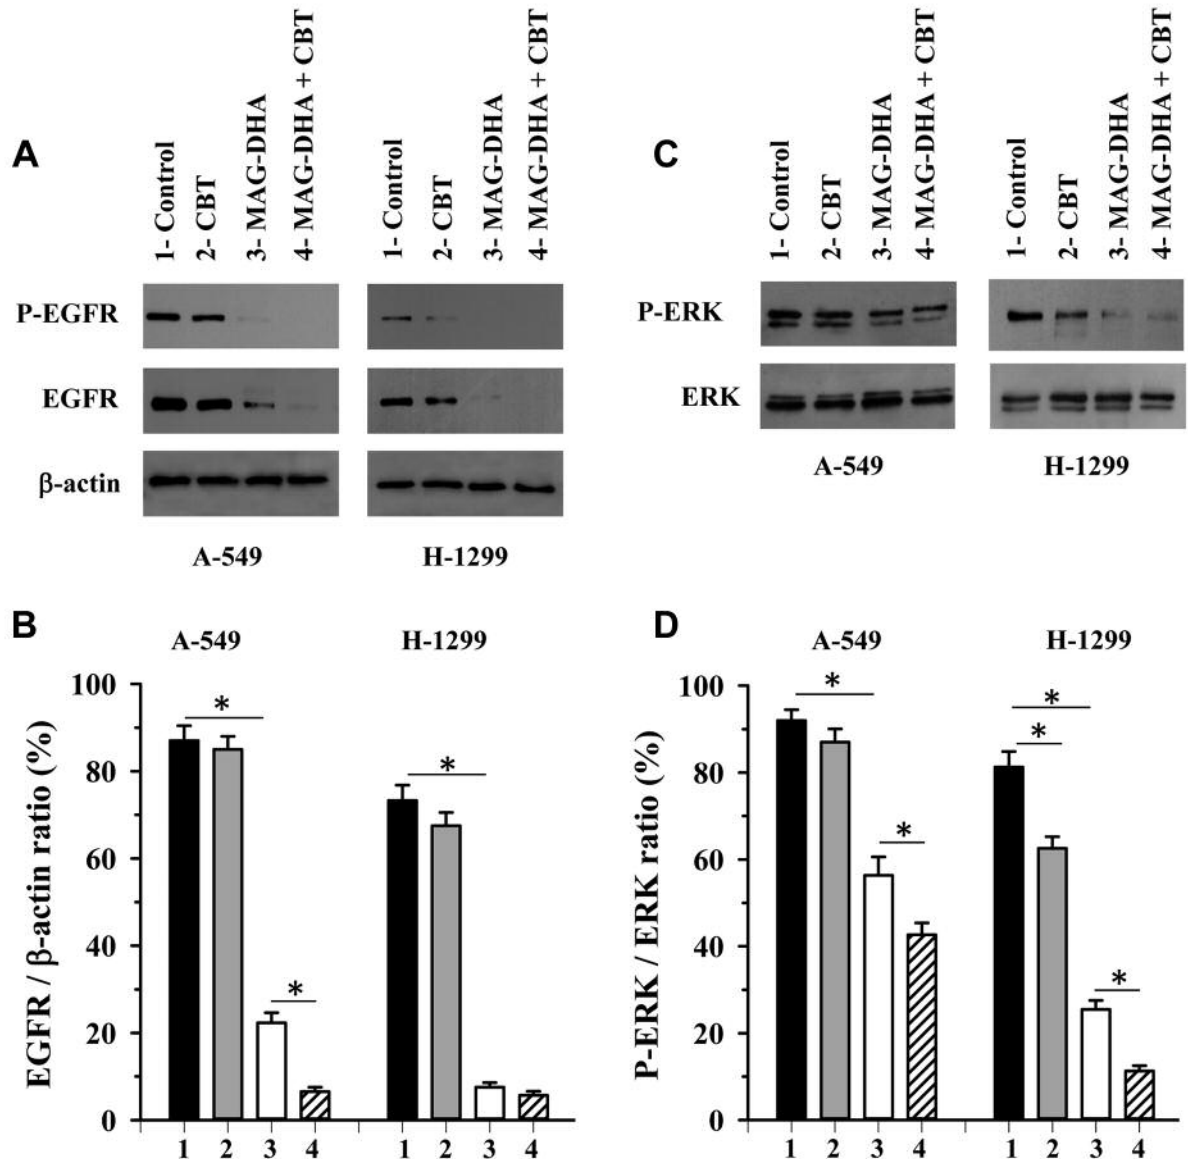 A
1- Control
2- CBT
3- MAG-DHA
4- MAG-DHA + CBT
1- Control
2- CBT
3- MAG-DHA
4- MAG-DHA + CBT
P-EGFR
EGFR
β-actin
A-549
H-1299
C
1- Control
2- CBT
3- MAG-DHA
4- MAG-DHA + CBT
1- Control
2- CBT
3- MAG-DHA
4- MAG-DHA + CBT
P-ERK
ERK
A-549
H-1299
B
A-549
H-1299
EGFR / β-actin ratio (%)
100
80
60
40
20
0
*
*
*
1 2 3 4 1 2 3 4
D
A-549
H-1299
P-ERK / ERK ratio (%)
100
80
60
40
20
0
*
*
*
*
*
1 2 3 4 1 2 3 4